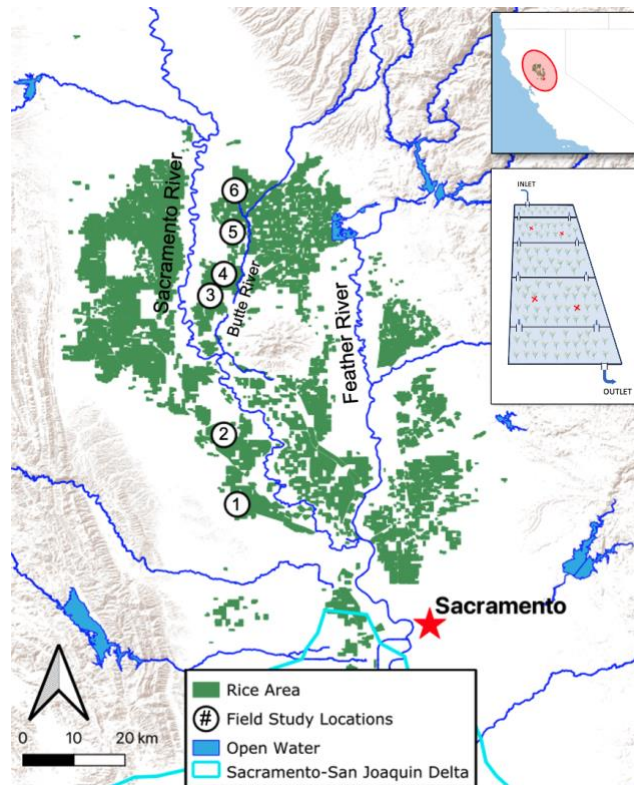 INLET
OUTLET
Sacramento River
6
5
4
3
Butte River
Feather River
2
1
Sacramento
Rice Area
# Field Study Locations
Open Water
Sacramento-San Joaquin Delta
0 10 20 km